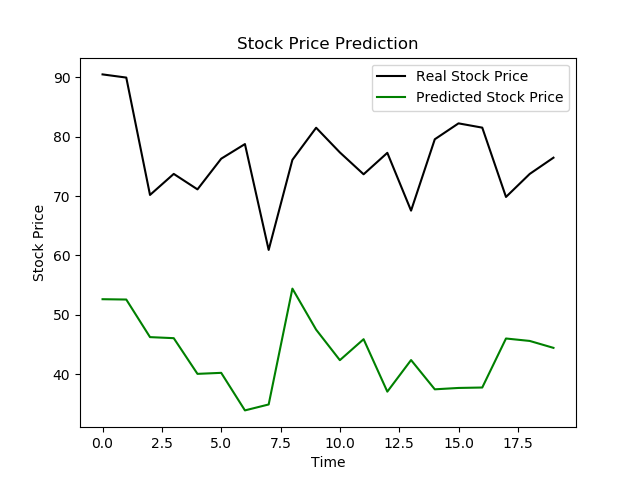 Stock Price Prediction
Real Stock Price
Predicted Stock Price
90
80
70
60
50
40
Stock Price
0.0 2.5 5.0 7.5 10.0 12.5 15.0 17.5
Time